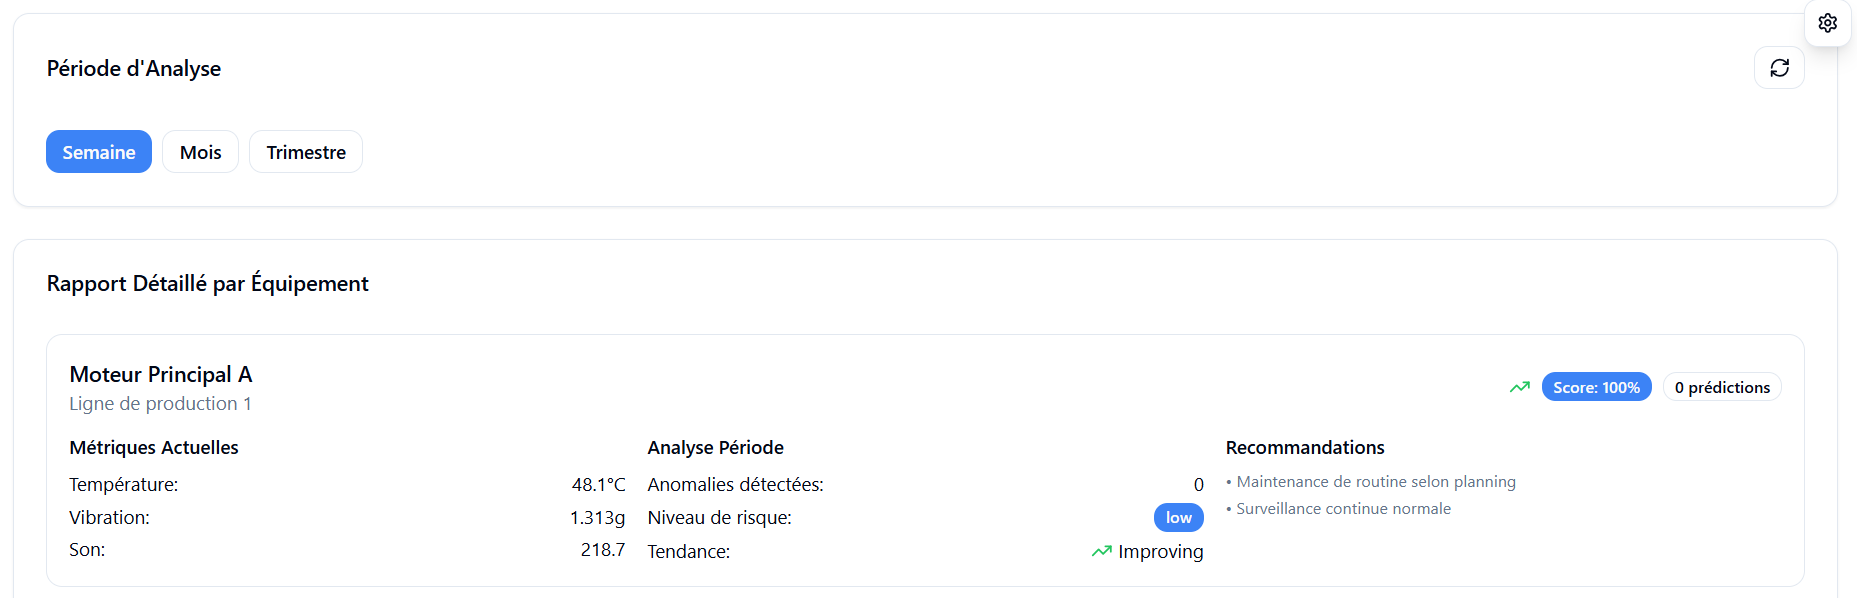 Période d'Analyse
Semaine
Mois
Trimestre
Rapport Détaillé par Équipement
Moteur Principal A
Ligne de production 1
Score: 100%
0 prédictions
Métriques Actuelles
Température: 48.1°C
Vibration: 1.313g
Son: 218.7
Analyse Période
Anomalies détectées: 0
Niveau de risque: low
Tendance: Improving
Recommandations
• Maintenance de routine selon planning
• Surveillance continue normale